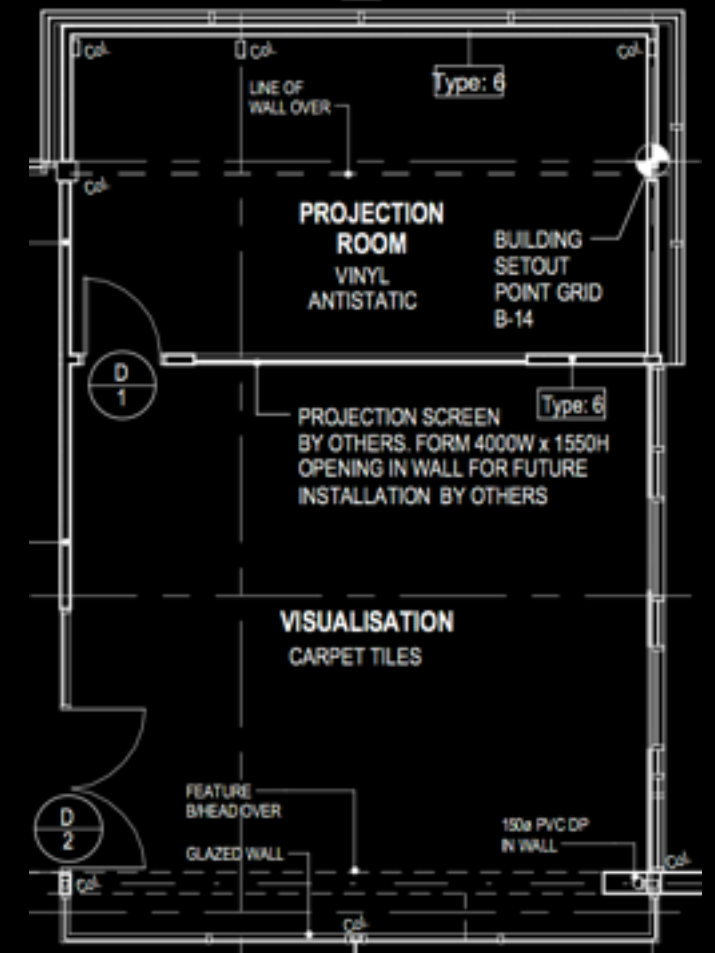 Col.
Col.
Col.
LINE OF
WALL OVER
Type: 6
Col.
PROJECTION
ROOM
VINYL
ANTISTATIC
BUILDING
SETOUT
POINT GRID
B-14
D
1
Type: 6
PROJECTION SCREEN
BY OTHERS. FORM 4000W x 1550H
OPENING IN WALL FOR FUTURE
INSTALLATION BY OTHERS
VISUALISATION
CARPET TILES
FEATURE
B/HEAD OVER
D
2
GLAZED WALL
150ø PVC DP
IN WALL
Col.
Col.
Col.